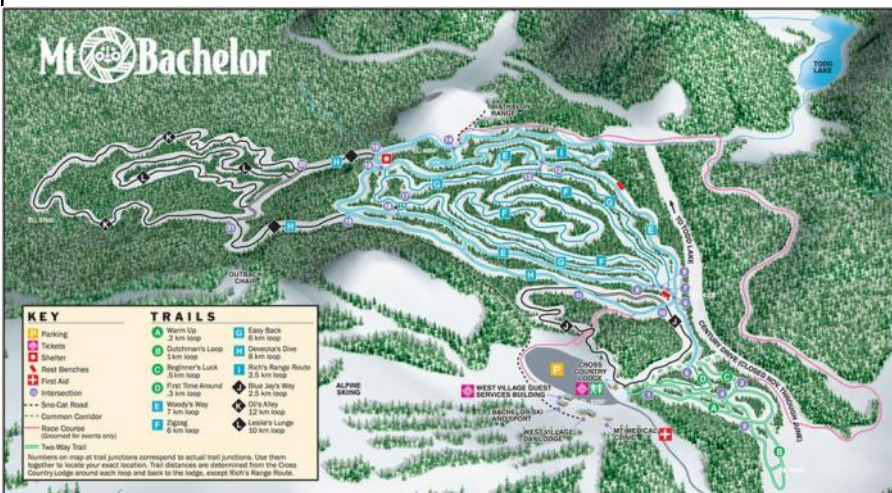 Mt Bachelor
TODD
LAKE
BIATHALON
RANGE
TO TODD LAKE
CENTURY DRIVE (CLOSED NOV. THROUGH JUNE)
OUTBACK
CHAIR
ALPINE
SKIING
CROSS
COUNTRY
LODGE
WEST VILLAGE GUEST
SERVICES BUILDING
BACHELOR SKI
AND SPORT
WEST VILLAGE
DAY LODGE
MT. MEDICAL
CLINIC
KEY
P Parking
Tickets
Shelter
Rest Benches
First Aid
Intersection
Sno-Cat Road
Common Corridor
Race Course
(Groomed for events only)
Two-Way Trail
TRAILS
A Warm Up
.2 km loop
B Dutchman's Loop
1 km loop
C Beginner's Luck
.5 km loop
D First Time Around
.3 km loop
E Woody's Way
7 km loop
F Zigzag
6 km loop
G Easy Back
6 km loop
H Devecka's Dive
8 km loop
I Rich's Range Route
2.5 km loop
J Blue Jay's Way
2.5 km loop
K Oli's Alley
12 km loop
L Leslie's Lunge
10 km loop
Numbers on map at trail junctions correspond to actual trail junctions. Use them
together to locate your exact location. Trail distances are determined from the Cross
Country Lodge around each loop and back to the lodge, except Rich's Range Route.